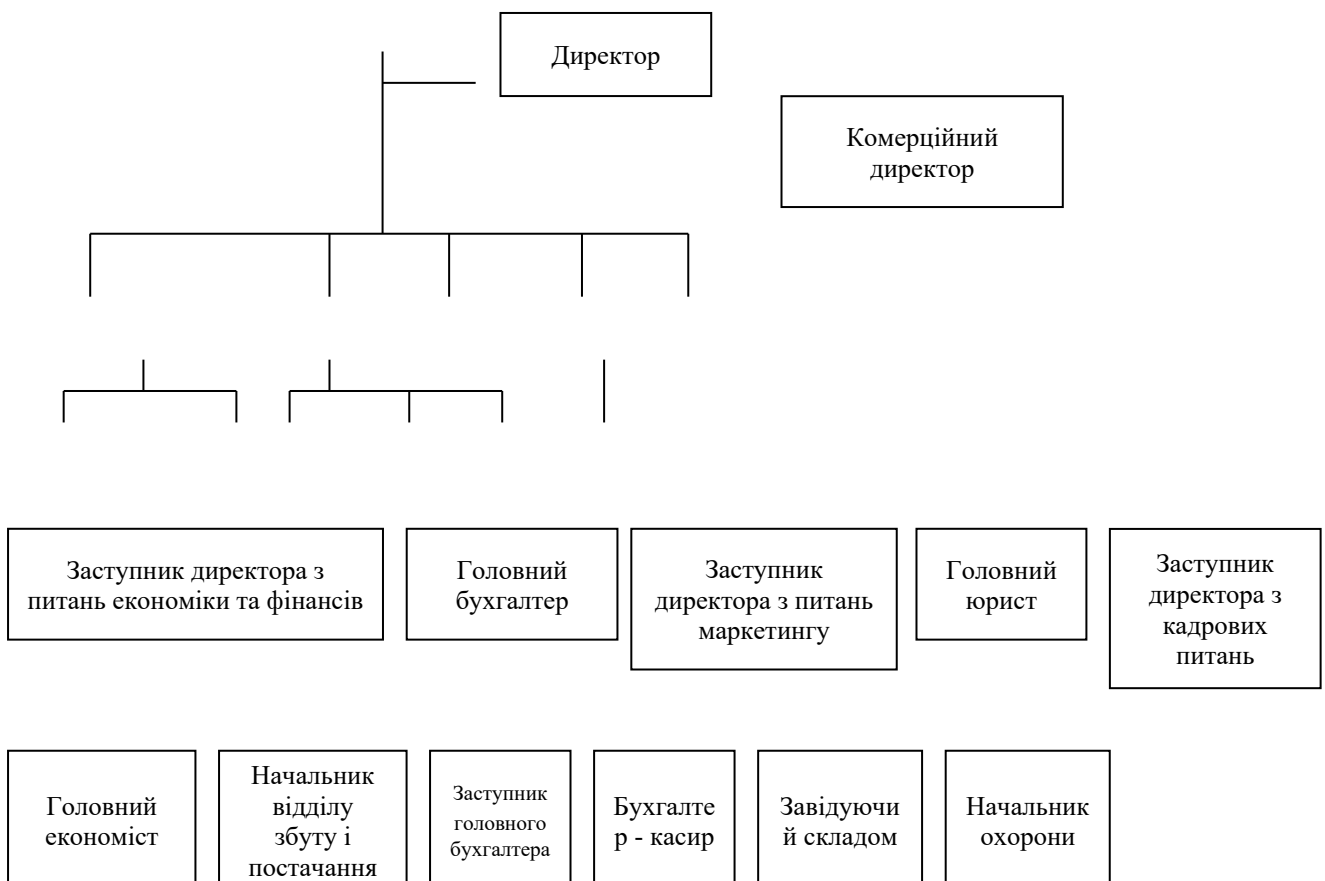 Директор
Комерційний
директор
Заступник директора з
питань економіки та фінансів
Головний
бухгалтер
Заступник
директора з питань
маркетингу
Головний
юрист
Заступник
директора з
кадрових
питань
Головний
економіст
Начальник
відділу
збуту і
постачання
Заступник
головного
бухгалтера
Бухгалте
р - касир
Завідуючи
й складом
Начальник
охорони